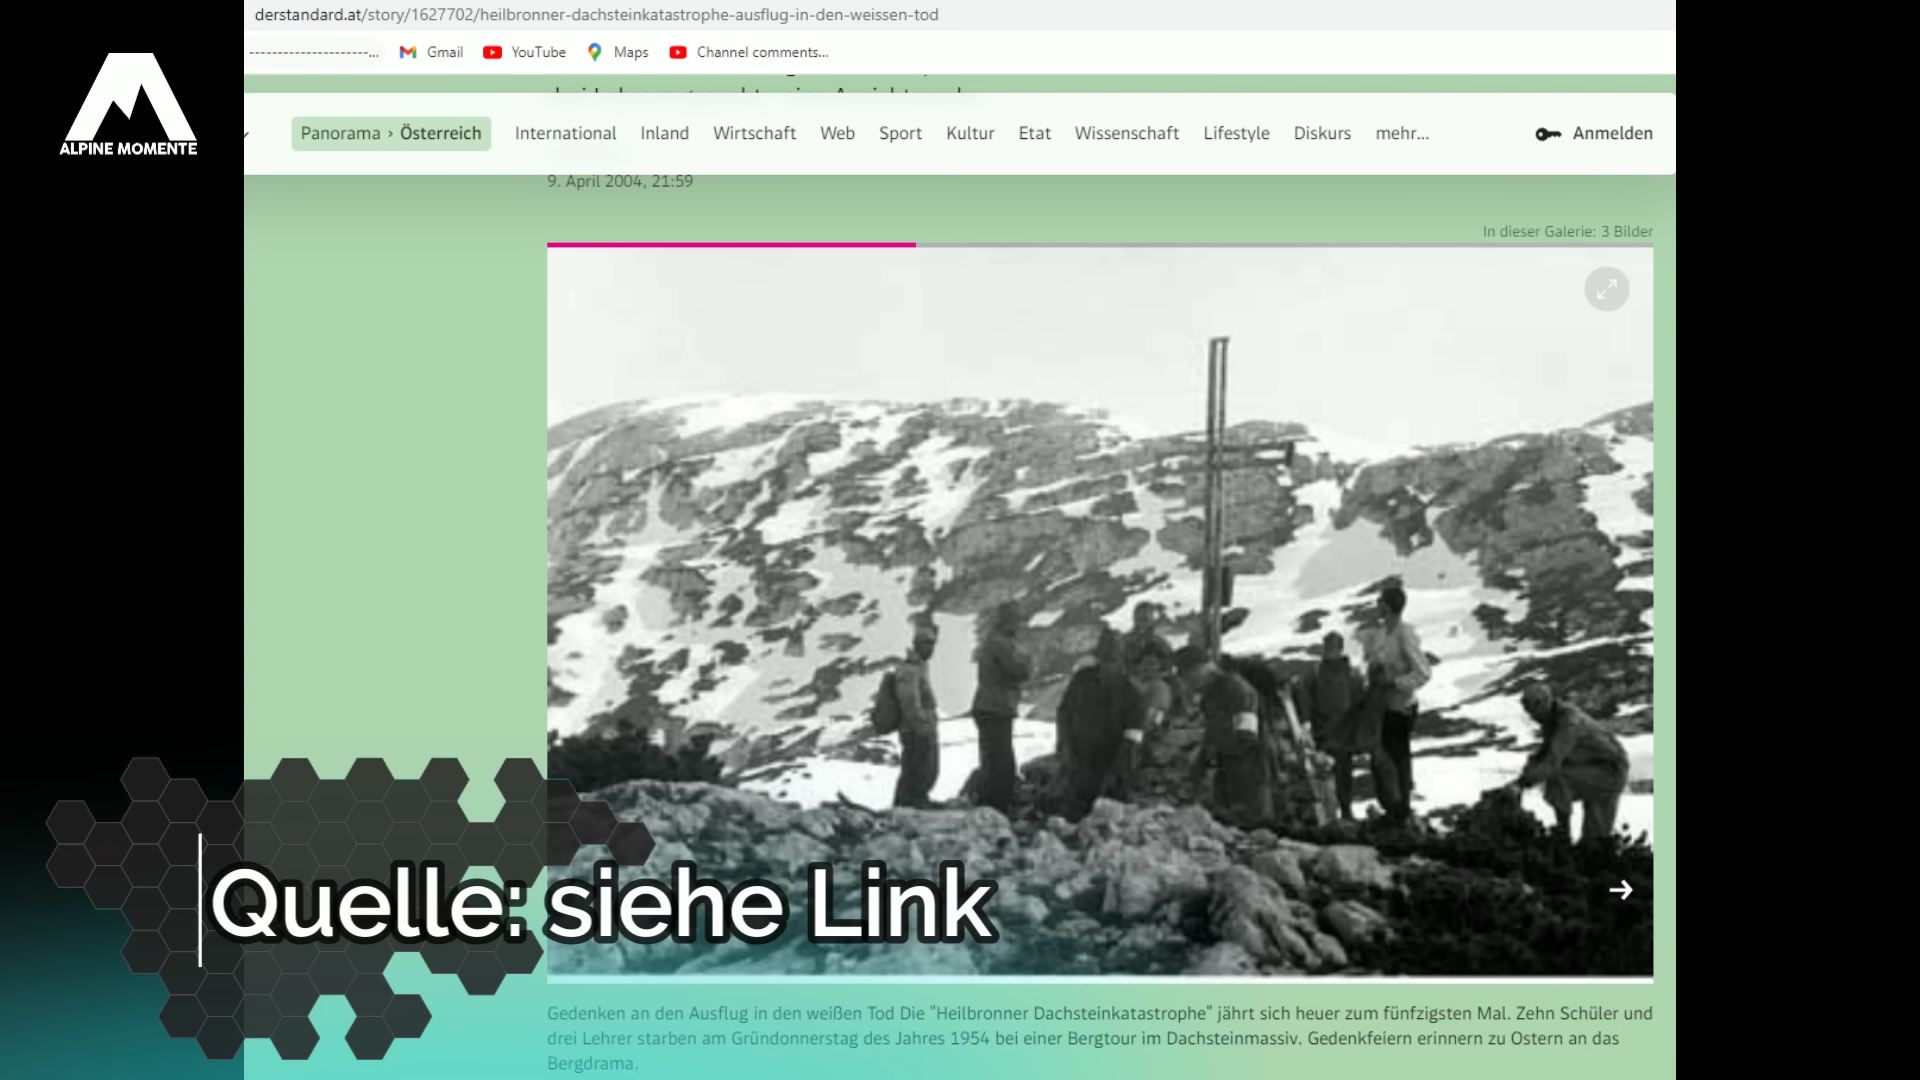 derstandard.at/story/1627702/heilbronner-dachsteinkatastrophe-ausflug-in-den-weissen-tod
---------------------... Gmail YouTube Maps Channel comments...
ALPINE MOMENTE
Panorama › Österreich International Inland Wirtschaft Web Sport Kultur Etat Wissenschaft Lifestyle Diskurs mehr... Anmelden
9. April 2004, 21:59
In dieser Galerie: 3 Bilder
Quelle: siehe Link
Gedenken an den Ausflug in den weißen Tod Die "Heilbronner Dachsteinkatastrophe" jährt sich heuer zum fünfzigsten Mal. Zehn Schüler und
drei Lehrer starben am Gründonnerstag des Jahres 1954 bei einer Bergtour im Dachsteinmassiv. Gedenkfeiern erinnern zu Ostern an das
Bergdrama.